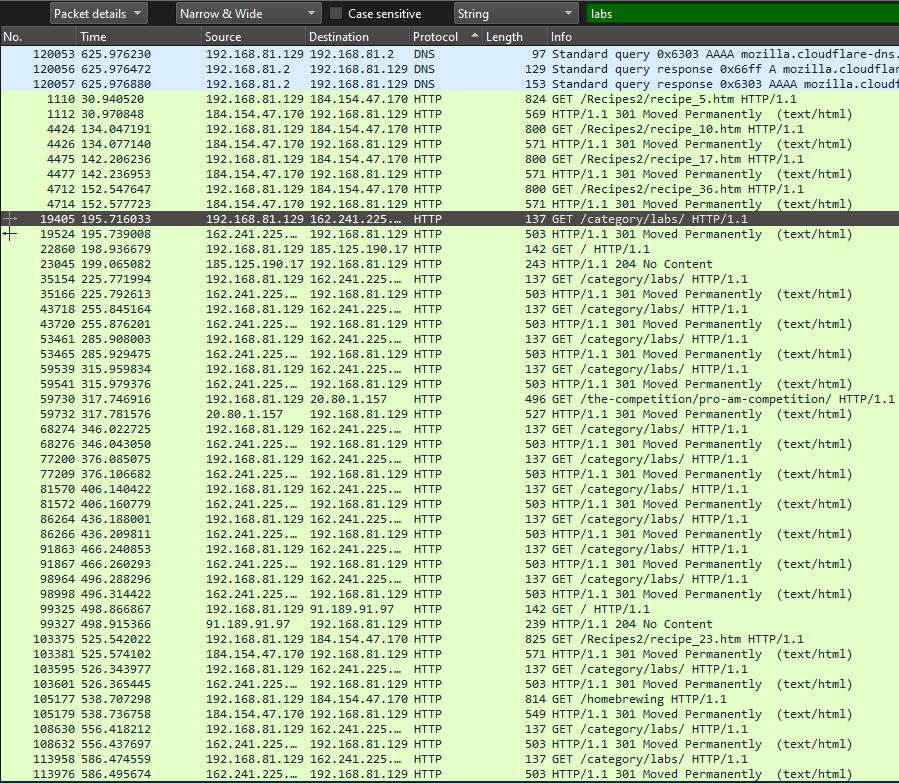 Packet details Narrow & Wide Case sensitive String labs
No. Time Source Destination Protocol Length Info
120053 625.976230 192.168.81.129 192.168.81.2 DNS 97 Standard query 0x6303 AAAA mozilla.cloudflare-dns.
120056 625.976472 192.168.81.2 192.168.81.129 DNS 129 Standard query response 0x66ff A mozilla.cloudflar
120057 625.976880 192.168.81.2 192.168.81.129 DNS 153 Standard query response 0x6303 AAAA mozilla.cloudf
1110 30.940520 192.168.81.129 184.154.47.170 HTTP 824 GET /Recipes2/recipe_5.htm HTTP/1.1
1112 30.970848 184.154.47.170 192.168.81.129 HTTP 569 HTTP/1.1 301 Moved Permanently (text/html)
4424 134.047191 192.168.81.129 184.154.47.170 HTTP 800 GET /Recipes2/recipe_10.htm HTTP/1.1
4426 134.077140 184.154.47.170 192.168.81.129 HTTP 571 HTTP/1.1 301 Moved Permanently (text/html)
4475 142.206236 192.168.81.129 184.154.47.170 HTTP 800 GET /Recipes2/recipe_17.htm HTTP/1.1
4477 142.236953 184.154.47.170 192.168.81.129 HTTP 571 HTTP/1.1 301 Moved Permanently (text/html)
4712 152.547647 192.168.81.129 184.154.47.170 HTTP 800 GET /Recipes2/recipe_36.htm HTTP/1.1
4714 152.577723 184.154.47.170 192.168.81.129 HTTP 571 HTTP/1.1 301 Moved Permanently (text/html)
19405 195.716033 192.168.81.129 162.241.225.… HTTP 137 GET /category/labs/ HTTP/1.1
19524 195.739008 162.241.225.… 192.168.81.129 HTTP 503 HTTP/1.1 301 Moved Permanently (text/html)
22860 198.936679 192.168.81.129 185.125.190.17 HTTP 142 GET / HTTP/1.1
23045 199.065082 185.125.190.17 192.168.81.129 HTTP 243 HTTP/1.1 204 No Content
35154 225.771994 192.168.81.129 162.241.225.… HTTP 137 GET /category/labs/ HTTP/1.1
35166 225.792613 162.241.225.… 192.168.81.129 HTTP 503 HTTP/1.1 301 Moved Permanently (text/html)
43718 255.845164 192.168.81.129 162.241.225.… HTTP 137 GET /category/labs/ HTTP/1.1
43720 255.876201 162.241.225.… 192.168.81.129 HTTP 503 HTTP/1.1 301 Moved Permanently (text/html)
53461 285.908003 192.168.81.129 162.241.225.… HTTP 137 GET /category/labs/ HTTP/1.1
53465 285.929475 162.241.225.… 192.168.81.129 HTTP 503 HTTP/1.1 301 Moved Permanently (text/html)
59539 315.959834 192.168.81.129 162.241.225.… HTTP 137 GET /category/labs/ HTTP/1.1
59541 315.979376 162.241.225.… 192.168.81.129 HTTP 503 HTTP/1.1 301 Moved Permanently (text/html)
59730 317.746916 192.168.81.129 20.80.1.157 HTTP 496 GET /the-competition/pro-am-competition/ HTTP/1.1
59732 317.781576 20.80.1.157 192.168.81.129 HTTP 527 HTTP/1.1 301 Moved Permanently (text/html)
68274 346.022725 192.168.81.129 162.241.225.… HTTP 137 GET /category/labs/ HTTP/1.1
68276 346.043050 162.241.225.… 192.168.81.129 HTTP 503 HTTP/1.1 301 Moved Permanently (text/html)
77200 376.085075 192.168.81.129 162.241.225.… HTTP 137 GET /category/labs/ HTTP/1.1
77209 376.106682 162.241.225.… 192.168.81.129 HTTP 503 HTTP/1.1 301 Moved Permanently (text/html)
81570 406.140422 192.168.81.129 162.241.225.… HTTP 137 GET /category/labs/ HTTP/1.1
81572 406.160779 162.241.225.… 192.168.81.129 HTTP 503 HTTP/1.1 301 Moved Permanently (text/html)
86264 436.188001 192.168.81.129 162.241.225.… HTTP 137 GET /category/labs/ HTTP/1.1
86266 436.209811 162.241.225.… 192.168.81.129 HTTP 503 HTTP/1.1 301 Moved Permanently (text/html)
91863 466.240853 192.168.81.129 162.241.225.… HTTP 137 GET /category/labs/ HTTP/1.1
91867 466.260293 162.241.225.… 192.168.81.129 HTTP 503 HTTP/1.1 301 Moved Permanently (text/html)
98964 496.288296 192.168.81.129 162.241.225.… HTTP 137 GET /category/labs/ HTTP/1.1
98998 496.314422 162.241.225.… 192.168.81.129 HTTP 503 HTTP/1.1 301 Moved Permanently (text/html)
99325 498.866867 192.168.81.129 91.189.91.97 HTTP 142 GET / HTTP/1.1
99327 498.915366 91.189.91.97 192.168.81.129 HTTP 239 HTTP/1.1 204 No Content
103375 525.542022 192.168.81.129 184.154.47.170 HTTP 825 GET /Recipes2/recipe_23.htm HTTP/1.1
103381 525.574102 184.154.47.170 192.168.81.129 HTTP 571 HTTP/1.1 301 Moved Permanently (text/html)
103595 526.343977 192.168.81.129 162.241.225.… HTTP 137 GET /category/labs/ HTTP/1.1
103601 526.365445 162.241.225.… 192.168.81.129 HTTP 503 HTTP/1.1 301 Moved Permanently (text/html)
105177 538.707298 192.168.81.129 184.154.47.170 HTTP 814 GET /homebrewing HTTP/1.1
105179 538.736758 184.154.47.170 192.168.81.129 HTTP 549 HTTP/1.1 301 Moved Permanently (text/html)
108630 556.418212 192.168.81.129 162.241.225.… HTTP 137 GET /category/labs/ HTTP/1.1
108632 556.437697 162.241.225.… 192.168.81.129 HTTP 503 HTTP/1.1 301 Moved Permanently (text/html)
113958 586.474559 192.168.81.129 162.241.225.… HTTP 137 GET /category/labs/ HTTP/1.1
113976 586.495674 162.241.225.… 192.168.81.129 HTTP 503 HTTP/1.1 301 Moved Permanently (text/html)